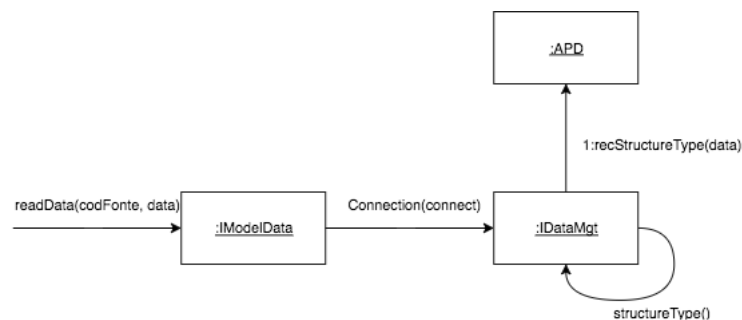 :APD
1:recStructureType(data)
readData(codFonte, data)
:IModelData
Connection(connect)
:IDataMgt
structureType()